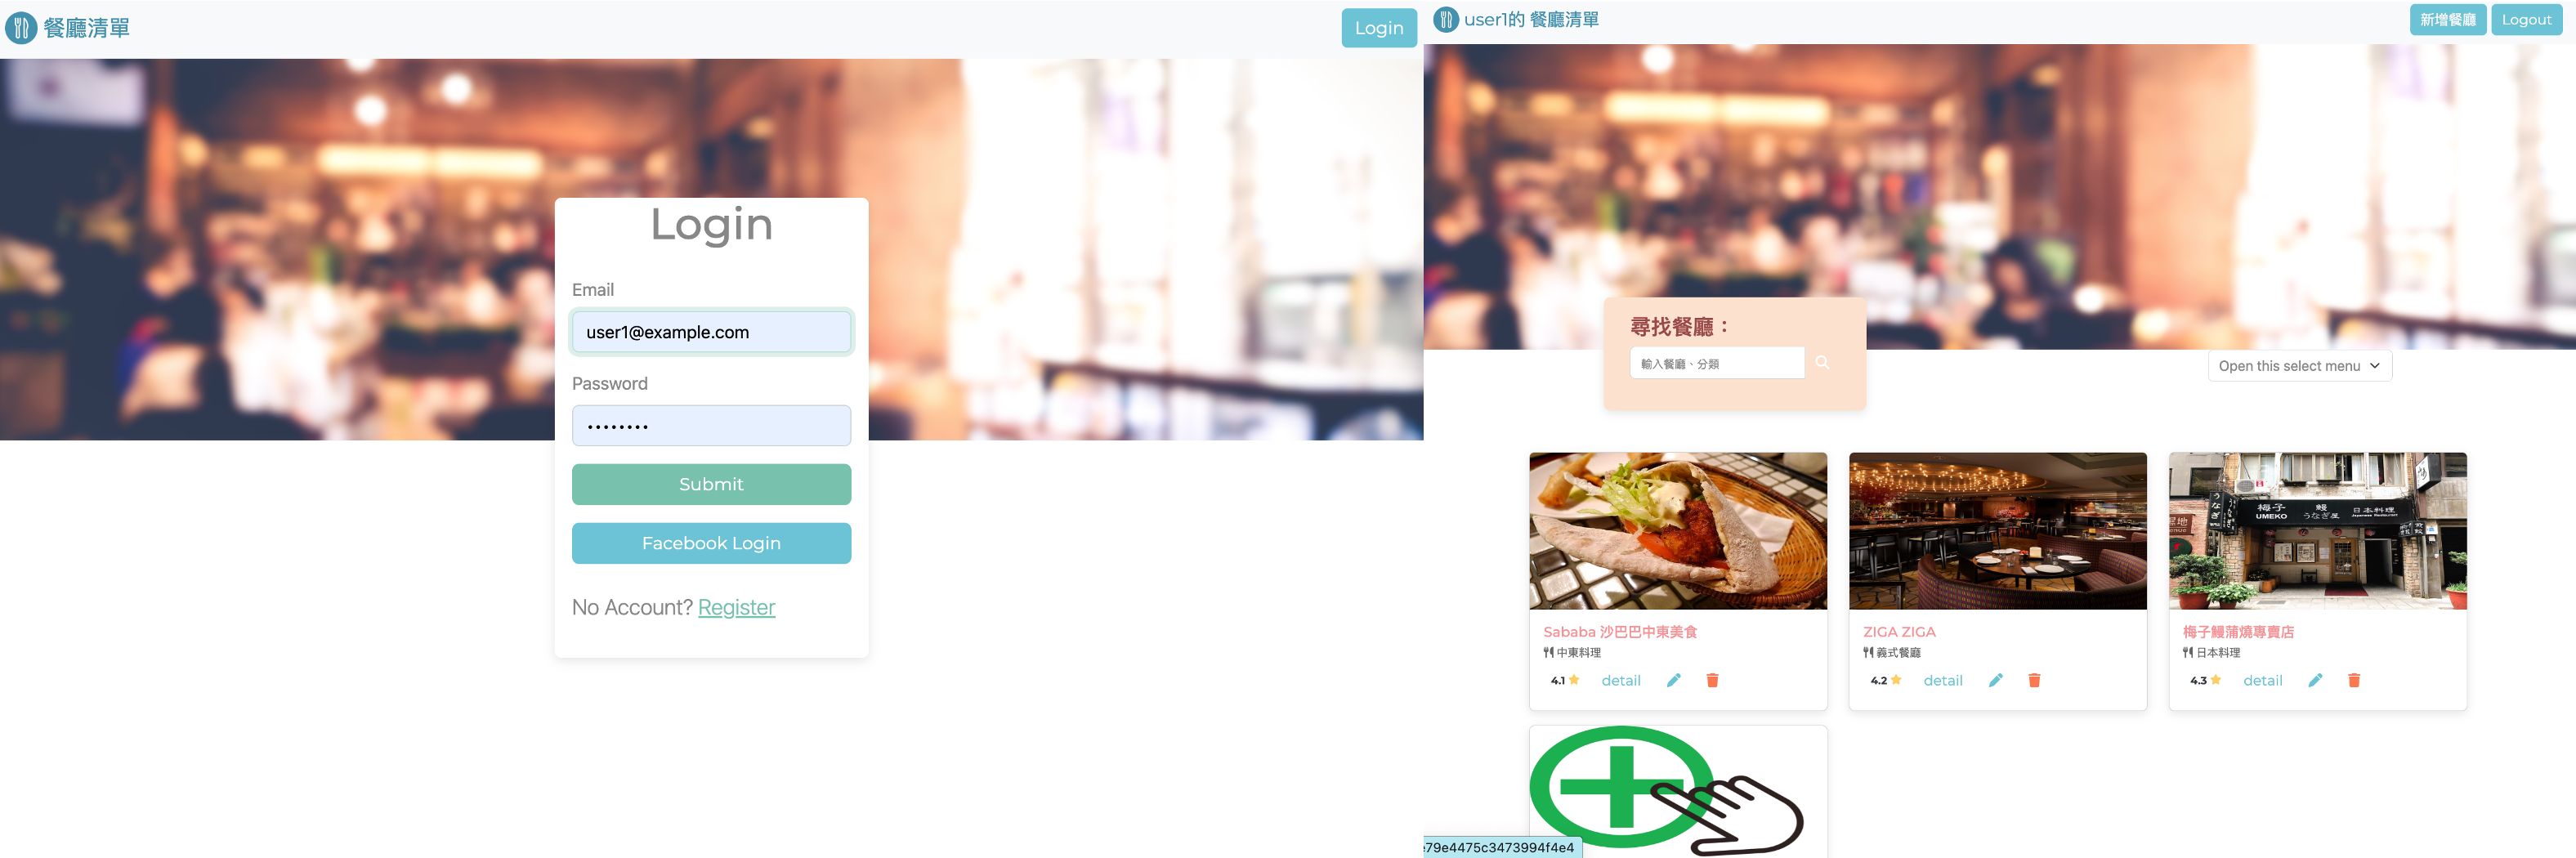 餐廳清單
Login
Login
Email
user1@example.com
Password
Submit
Facebook Login
No Account? Register
user1的 餐廳清單
新增餐廳
Logout
尋找餐廳：
輸入餐廳、分類
Open this select menu
梅子
UMEKO
鰻
うなぎ屋
日本料理
Japanese Restaurant
Sababa 沙巴巴中東美食
中東料理
4.1
detail
ZIGA ZIGA
義式餐廳
4.2
detail
梅子鰻蒲燒專賣店
日本料理
4.3
detail
79e4475c3473994f4e4